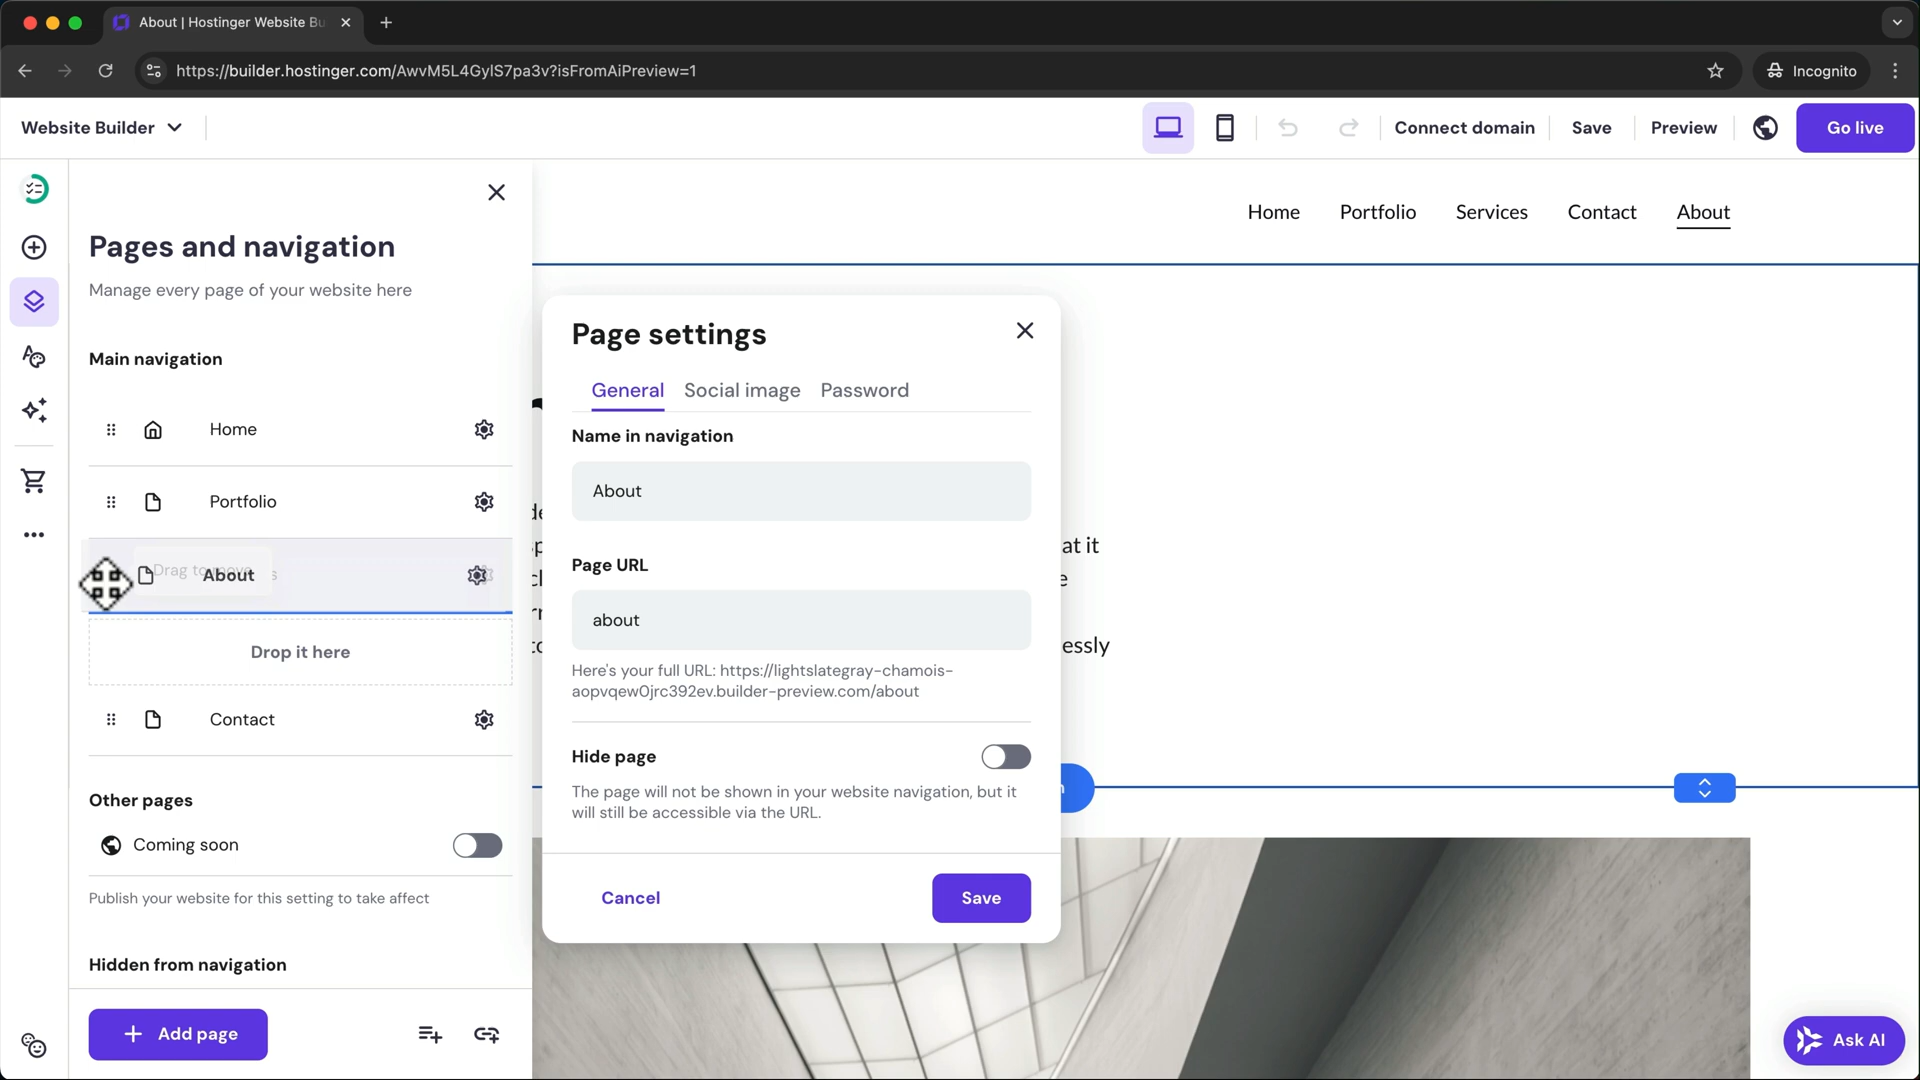 About | Hostinger Website Bu
https://builder.hostinger.com/AwvM5L4GylS7pa3v?isFromAiPreview=1
Incognito
Website Builder
Connect domain
Save
Preview
Go live
Home
Portfolio
Services
Contact
About
Pages and navigation
Manage every page of your website here
Main navigation
Home
Portfolio
Drag to move
About
Drop it here
Contact
Other pages
Coming soon
Publish your website for this setting to take affect
Hidden from navigation
Add page
Page settings
General
Social image
Password
Name in navigation
About
Page URL
about
Here's your full URL: https://lightslategray-chamois-
aopvqew0jrc392ev.builder-preview.com/about
Hide page
The page will not be shown in your website navigation, but it
will still be accessible via the URL.
Cancel
Save
at it
essly
Ask AI